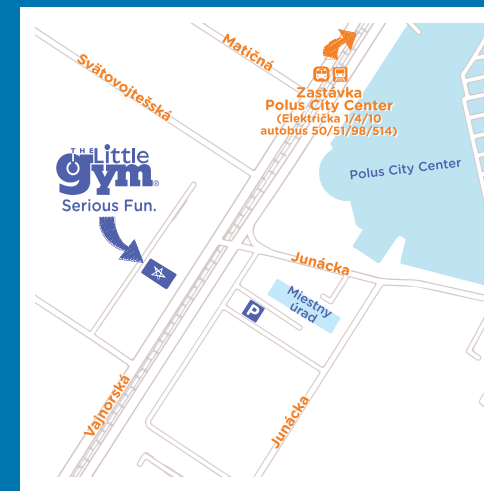 Matičná
Svätovojtešská
Zastávka
Polus City Center
(Električka 1/4/10
autobus 50/51/98/514)
THE Little
gym®
Serious Fun.
Polus City Center
Junácka
Miestny
úrad
P
Vajnorská
Junácka